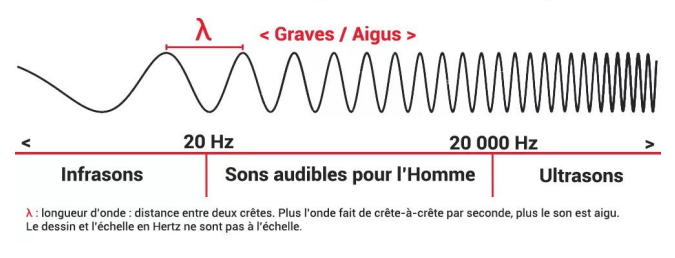 λ
< Graves / Aigus >
< 20 Hz 20 000 Hz >
Infrasons Sons audibles pour l'Homme Ultrasons
λ : longueur d'onde : distance entre deux crêtes. Plus l'onde fait de crête-à-crête par seconde, plus le son est aigu.
Le dessin et l'échelle en Hertz ne sont pas à l'échelle.